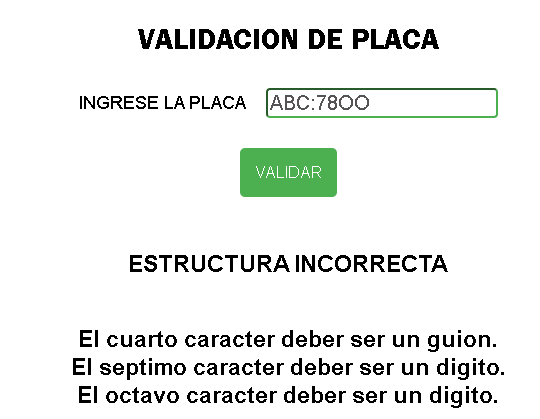 VALIDACION DE PLACA
INGRESE LA PLACA ABC:78OO
VALIDAR
ESTRUCTURA INCORRECTA
El cuarto caracter deber ser un guion.
El septimo caracter deber ser un digito.
El octavo caracter deber ser un digito.